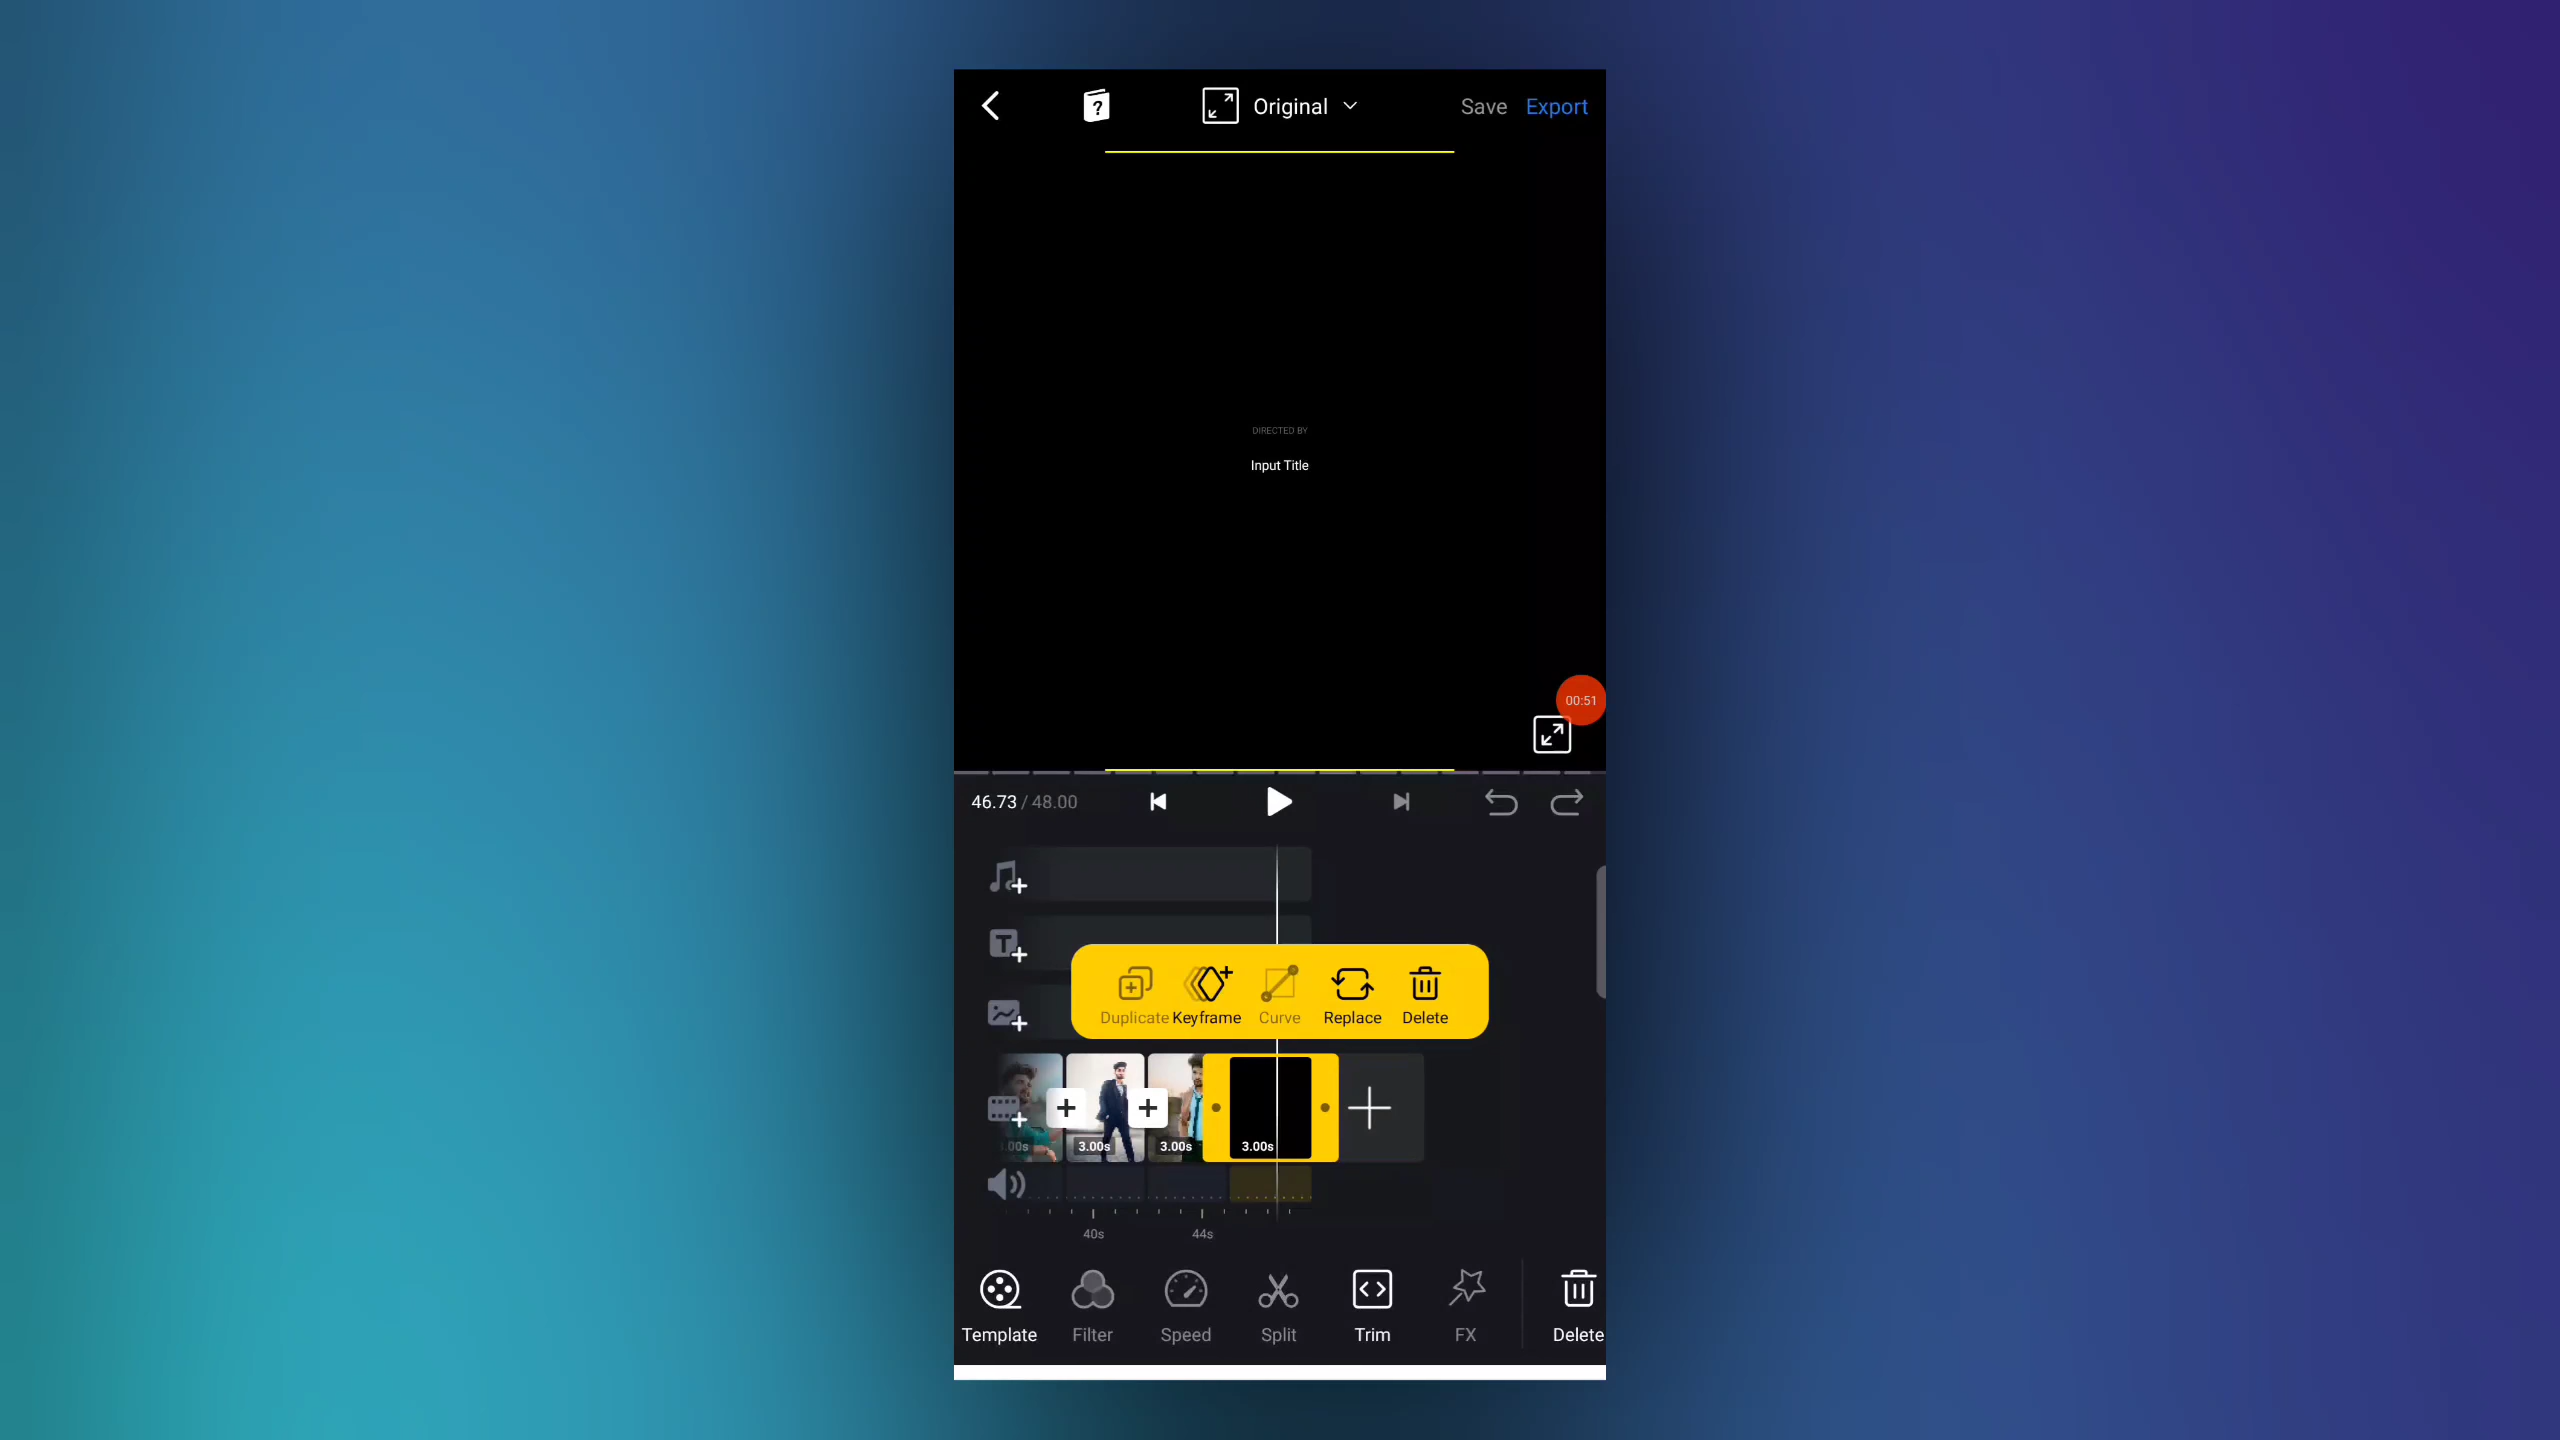 Original
Save
Export
DIRECTED BY
Input Title
00:51
46.73 / 48.00
Duplicate
Keyframe
Curve
Replace
Delete
.00s
3.00s
3.00s
3.00s
40s
44s
Template
Filter
Speed
Split
Trim
FX
Delete